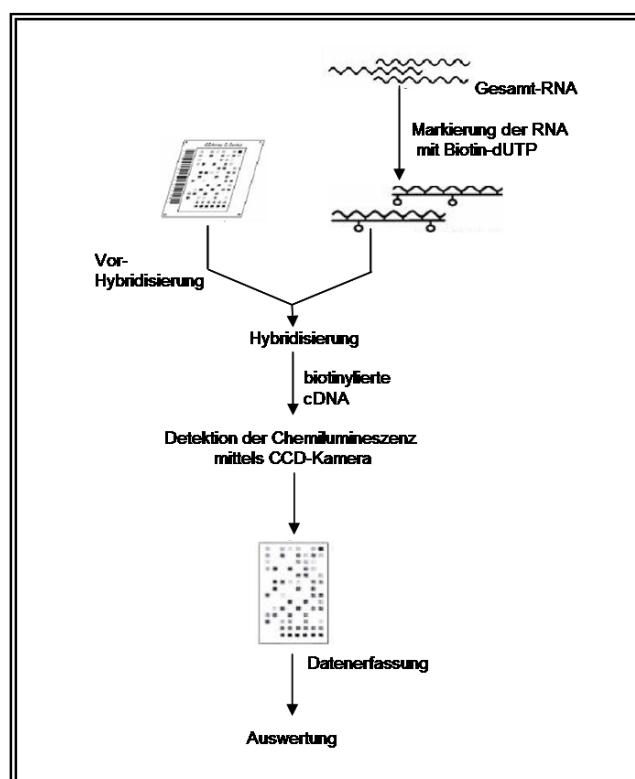 Gesamt-RNA
Markierung der RNA
mit Biotin-dUTP
Vor-
Hybridisierung
Hybridisierung
biotinylierte
cDNA
Detektion der Chemilumineszenz
mittels CCD-Kamera
Datenerfassung
Auswertung